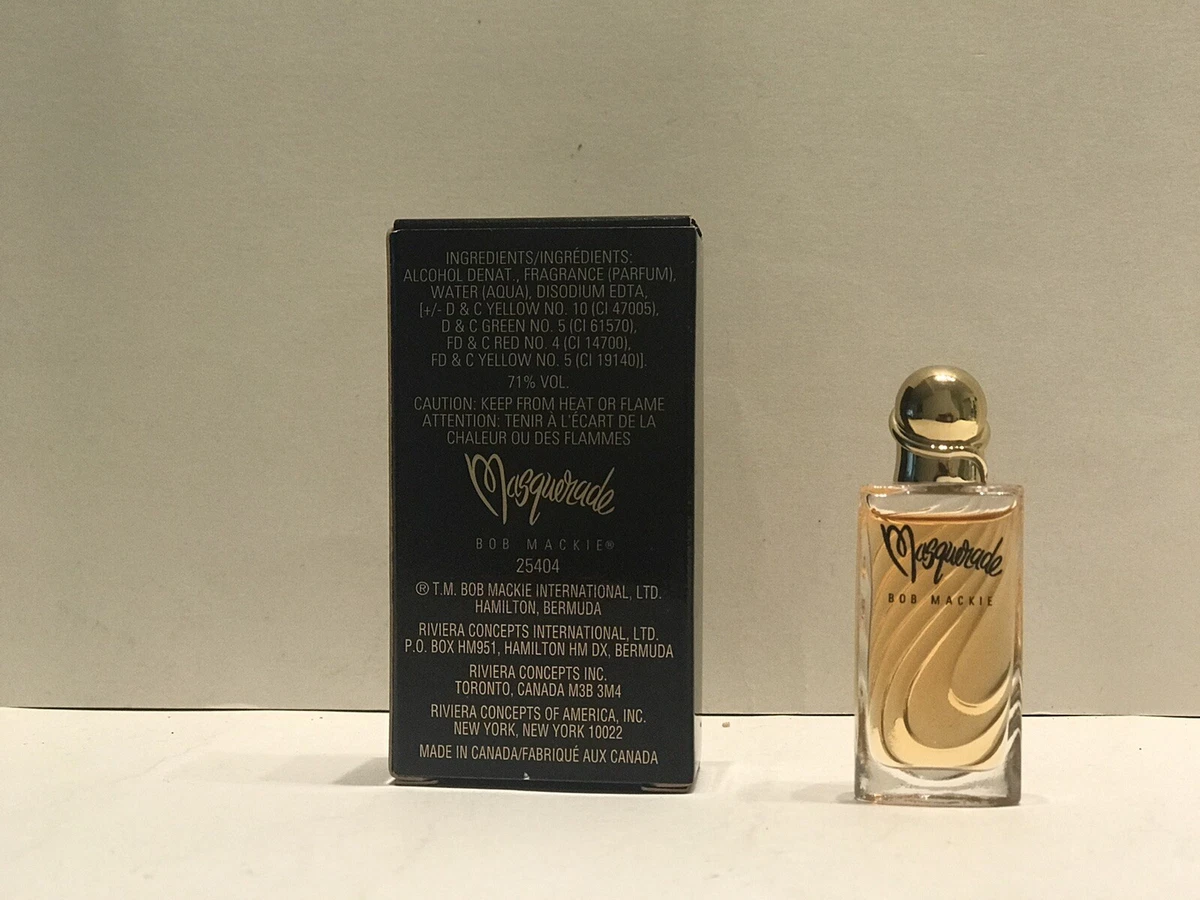 INGREDIENTS/INGRÉDIENTS:
ALCOHOL DENAT., FRAGRANCE (PARFUM),
WATER (AQUA), DISODIUM EDTA,
[+/- D & C YELLOW NO. 10 (CI 47005),
D & C GREEN NO. 5 (CI 61570),
FD & C RED NO. 4 (CI 14700),
FD & C YELLOW NO. 5 (CI 19140)].
71% VOL.
CAUTION: KEEP FROM HEAT OR FLAME
ATTENTION: TENIR À L'ÉCART DE LA
CHALEUR OU DES FLAMMES
Masquerade
BOB MACKIE®
25404
® T.M. BOB MACKIE INTERNATIONAL, LTD.
HAMILTON, BERMUDA
RIVIERA CONCEPTS INTERNATIONAL, LTD.
P.O. BOX HM951, HAMILTON HM DX, BERMUDA
RIVIERA CONCEPTS INC.
TORONTO, CANADA M3B 3M4
RIVIERA CONCEPTS OF AMERICA, INC.
NEW YORK, NEW YORK 10022
MADE IN CANADA/FABRIQUÉ AUX CANADA
Masquerade
BOB MACKIE